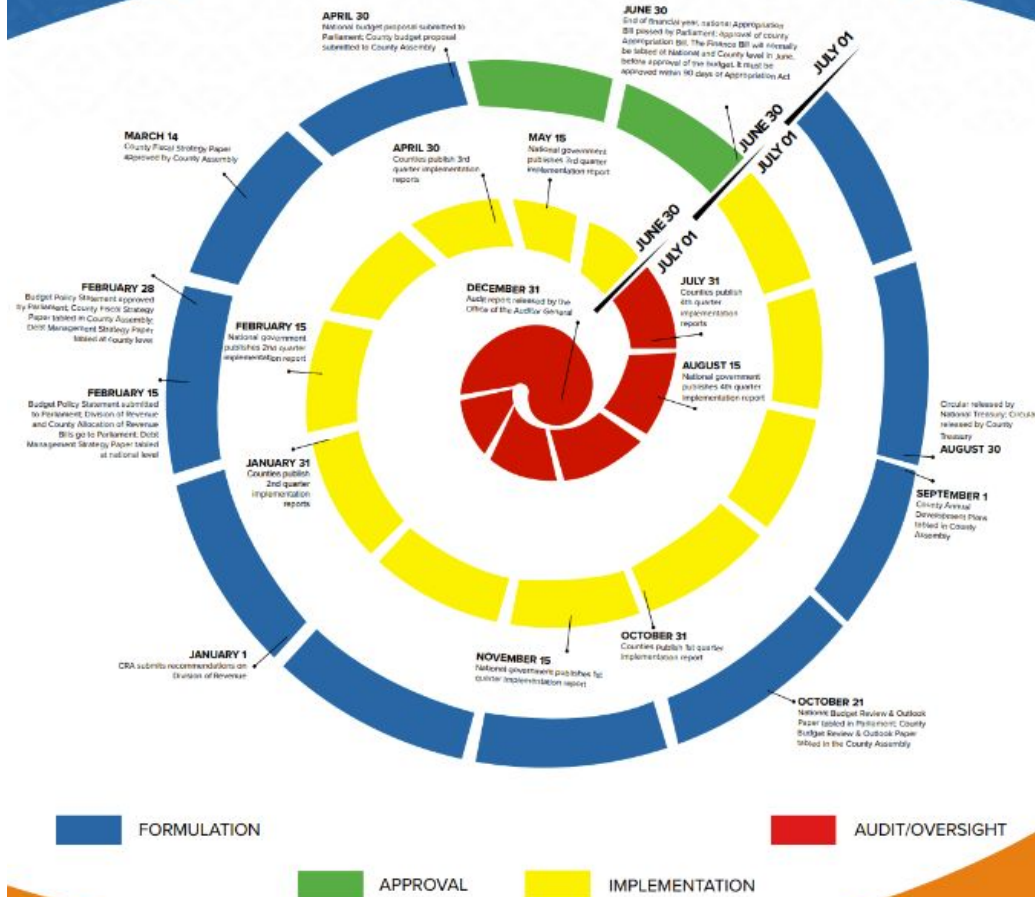 APRIL 30
National budget proposal submitted to
Parliament; County budget proposal
submitted to County Assembly
JUNE 30
End of financial year, national Appropriation
Bill passed by Parliament; approval of county
Appropriation Bill. The Finance Bill will normally
be tabled at National and County level in June,
before approval of the budget. It must be
approved within 90 days of Appropriation Act
JULY 01
JUNE 30
JULY 01
JUNE 30
JULY 01
MARCH 14
County Fiscal Strategy Paper
approved by County Assembly
APRIL 30
Counties publish 3rd
quarter implementation
reports
MAY 15
National government
publishes 3rd quarter
implementation report
FEBRUARY 28
Budget Policy Statement approved
by Parliament; County Fiscal Strategy
Paper tabled in County Assembly;
Debt Management Strategy Paper
tabled at county level
DECEMBER 31
Audit report released by the
Office of the Auditor General
JULY 31
Counties publish
4th quarter
implementation
reports
FEBRUARY 15
National government
publishes 2nd quarter
implementation report
AUGUST 15
National government
publishes 4th quarter
implementation report
FEBRUARY 15
Budget Policy Statement submitted
to Parliament; Division of Revenue
and County Allocation of Revenue
Bills go to Parliament; Debt
Management Strategy Paper tabled
at national level
Circular released by
National Treasury; Circular
released by County
Treasury
AUGUST 30
JANUARY 31
Counties publish
2nd quarter
implementation
reports
SEPTEMBER 1
County Annual
Development Plans
tabled in County
Assembly
JANUARY 1
CRA submits recommendations on
Division of Revenue
NOVEMBER 15
National government publishes 1st
quarter implementation report
OCTOBER 31
Counties publish 1st quarter
implementation report
OCTOBER 21
National Budget Review & Outlook
Paper tabled in Parliament; County
Budget Review & Outlook Paper
tabled in the County Assembly
FORMULATION
AUDIT/OVERSIGHT
APPROVAL
IMPLEMENTATION